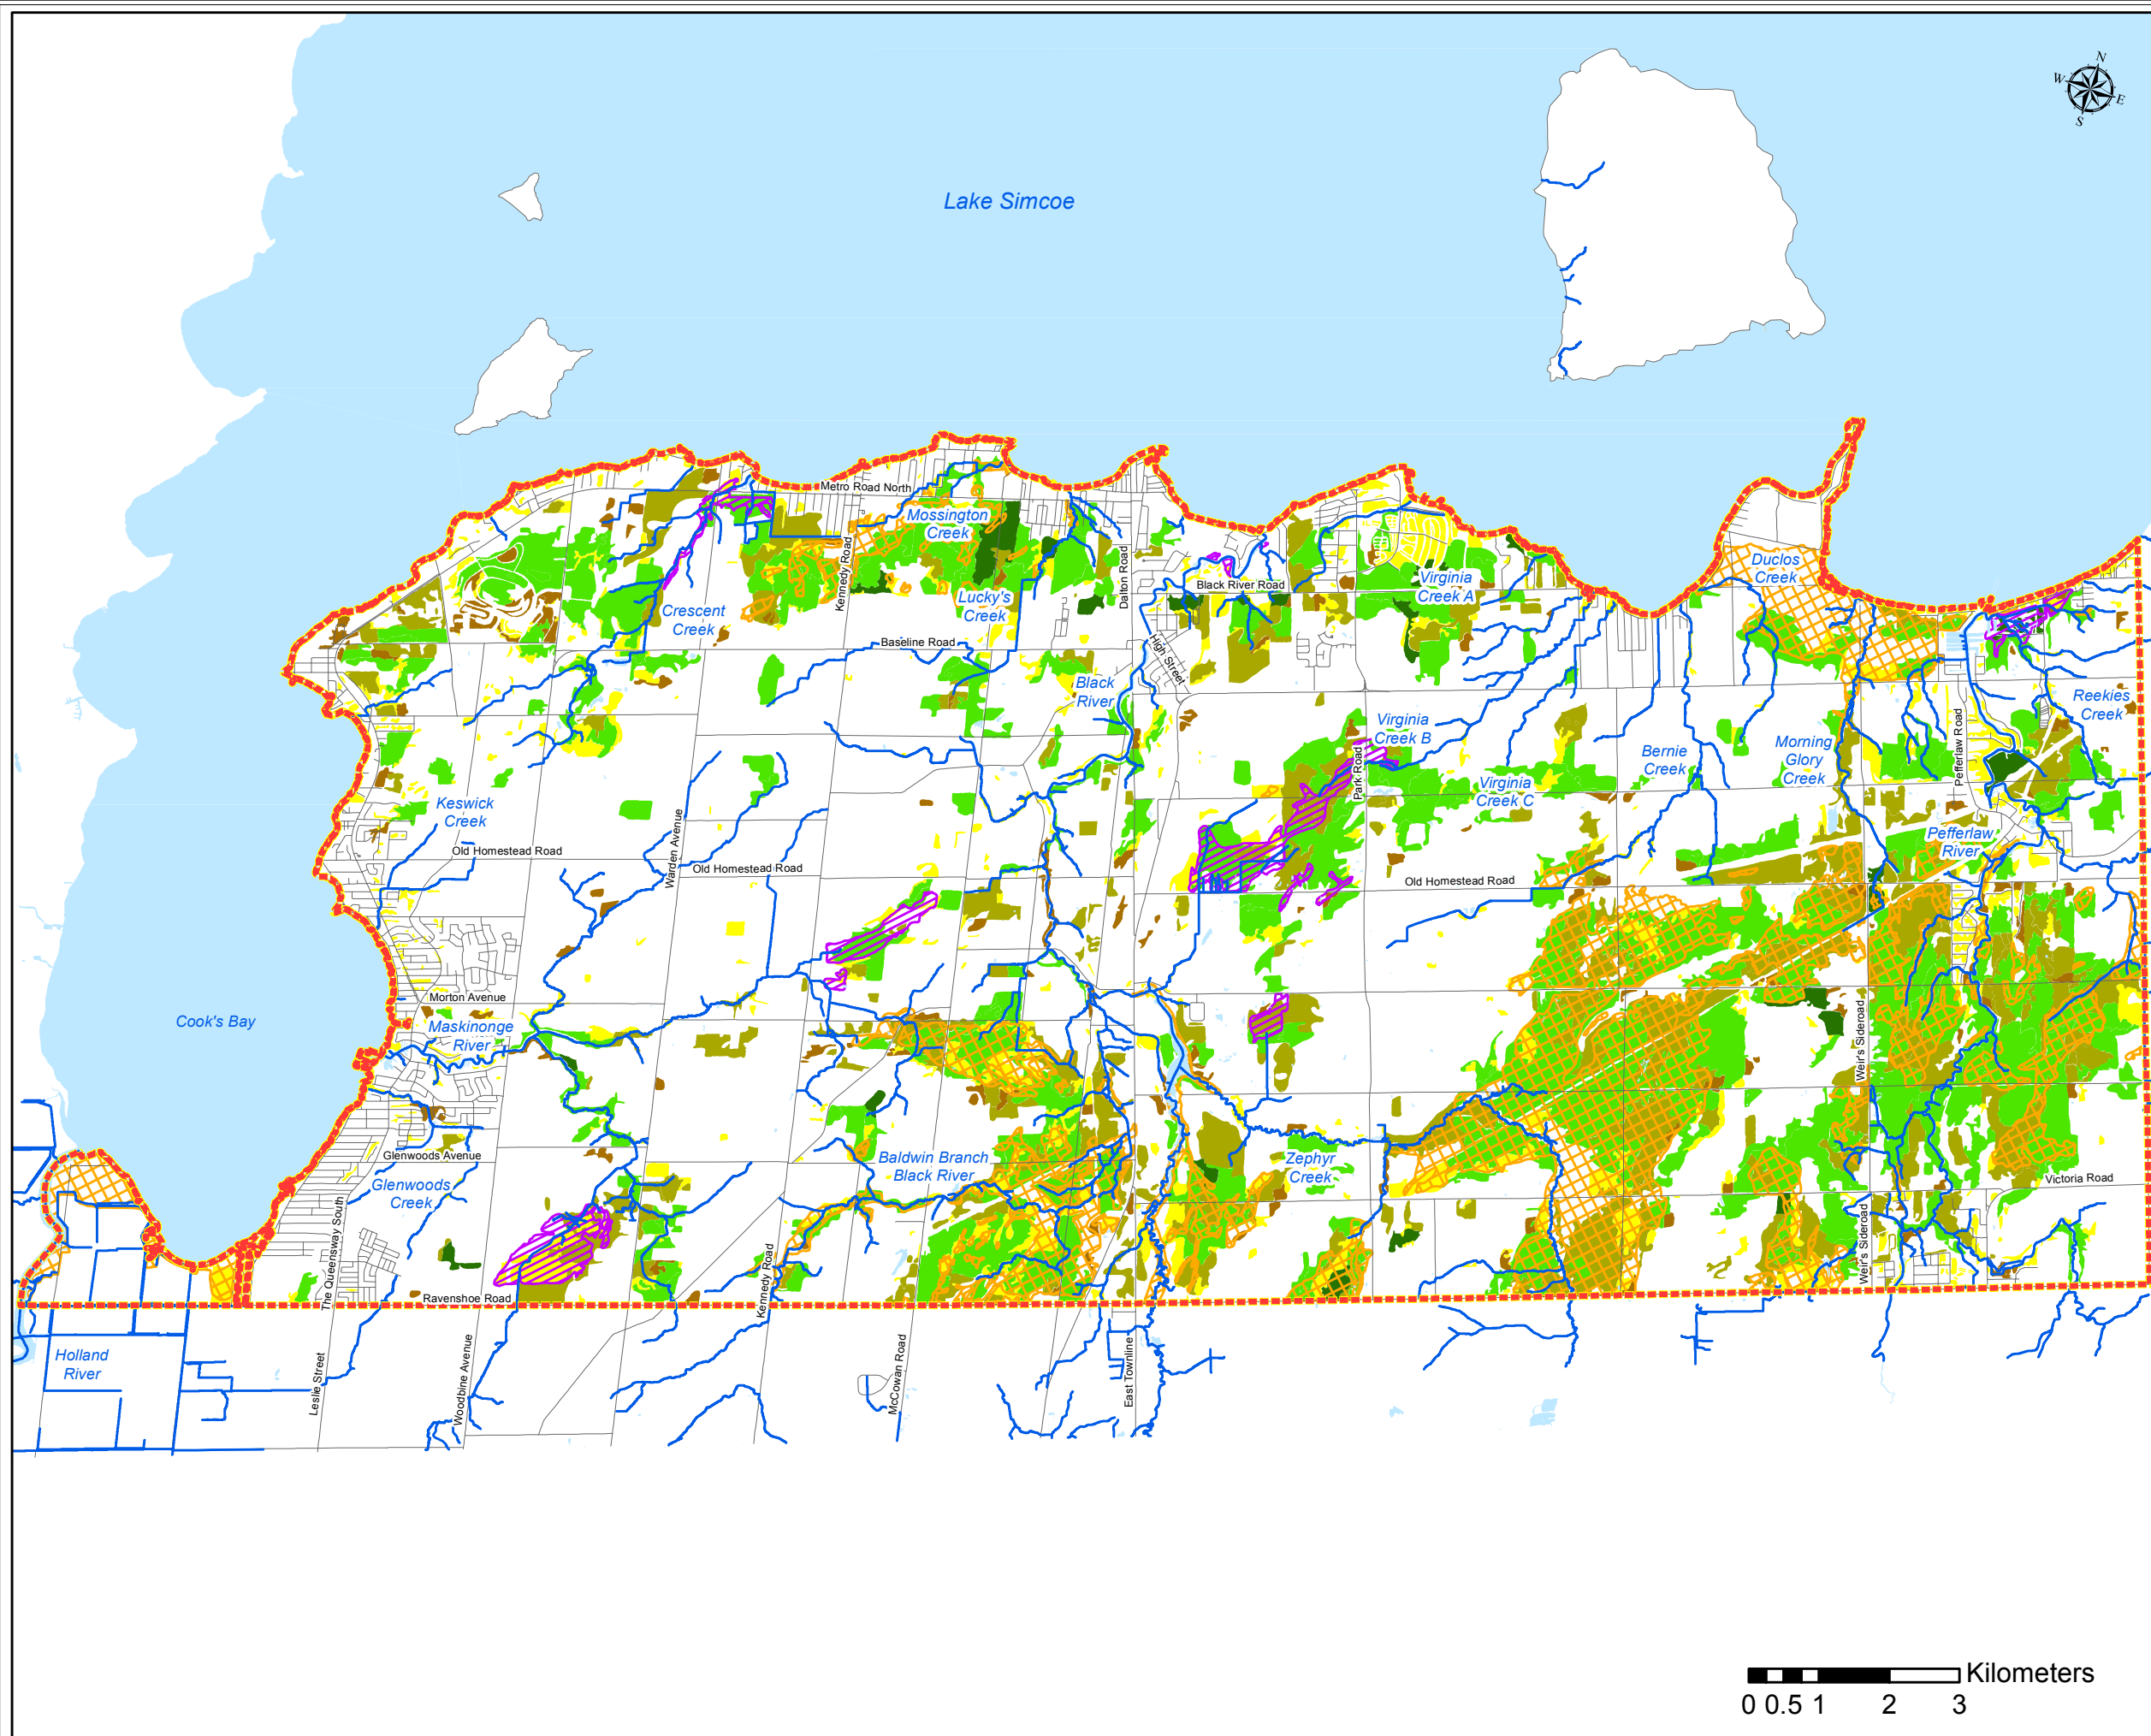 N
W
E
S
Lake Simcoe
Metro Road North
Mossington
Creek
Kennedy Road
Dalton Road
Duclos
Creek
Black River Road
Virginia
Creek A
Lucky's
Creek
Crescent
Creek
Baseline Road
High Street
Black
River
Reekies
Creek
Virginia
Creek B
Park Road
Bernie
Creek
Morning
Glory
Creek
Pefferlaw Road
Virginia
Creek C
Keswick
Creek
Warden Avenue
Pefferlaw
River
Old Homestead Road
Old Homestead Road
Old Homestead Road
Morton Avenue
Cook's Bay
Maskinonge
River
Weir's Sideroad
Glenwoods Avenue
Baldwin Branch
Black River
Zephyr
Creek
Victoria Road
Glenwoods
Creek
The Queensway South
Weir's Sideroad
Kennedy Road
Ravenshoe Road
Holland
River
Leslie Street
Woodbine Avenue
McCowan Road
East Townline
Kilometers
0 0.5 1 2 3